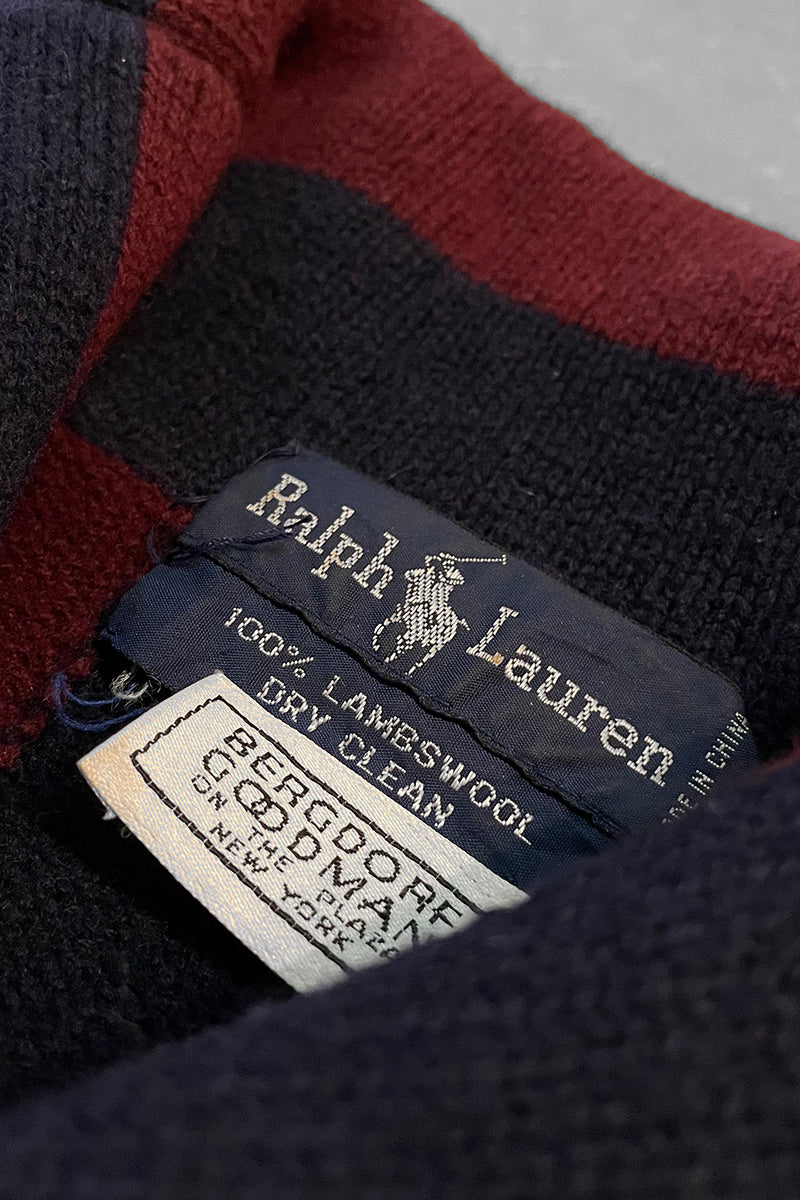 Ralph Lauren
100% LAMBSWOOL
DRY CLEAN
MADE IN CHINA
BERGDORF
GOODMAN
ON THE PLAZA
NEW YORK